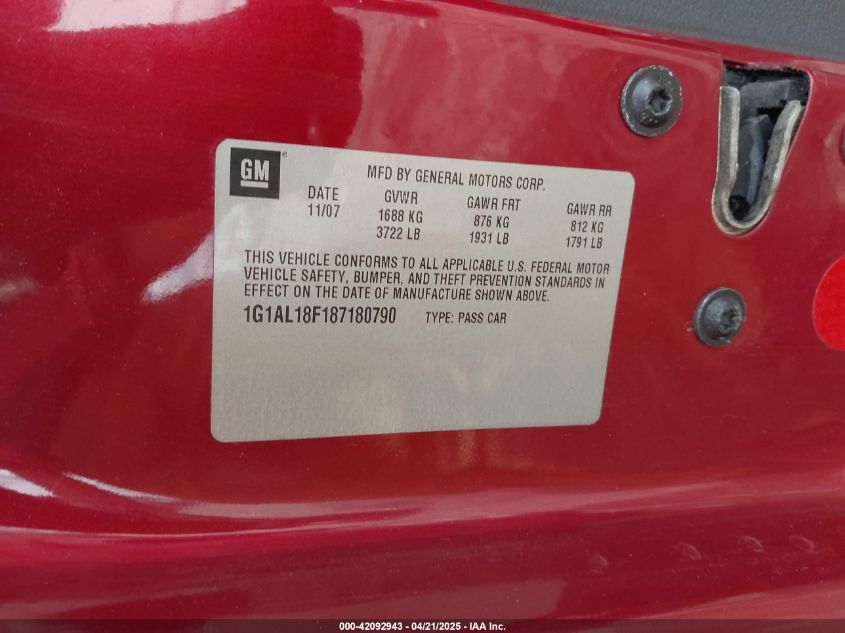 GM ®
MFD BY GENERAL MOTORS CORP.
DATE GVWR GAWR FRT GAWR RR
11/07 1688 KG 876 KG 812 KG
3722 LB 1931 LB 1791 LB
THIS VEHICLE CONFORMS TO ALL APPLICABLE U.S. FEDERAL MOTOR
VEHICLE SAFETY, BUMPER, AND THEFT PREVENTION STANDARDS IN
EFFECT ON THE DATE OF MANUFACTURE SHOWN ABOVE.
1G1AL18F187180790 TYPE: PASS CAR
000-42092943 - 04/21/2025 - IAA Inc.